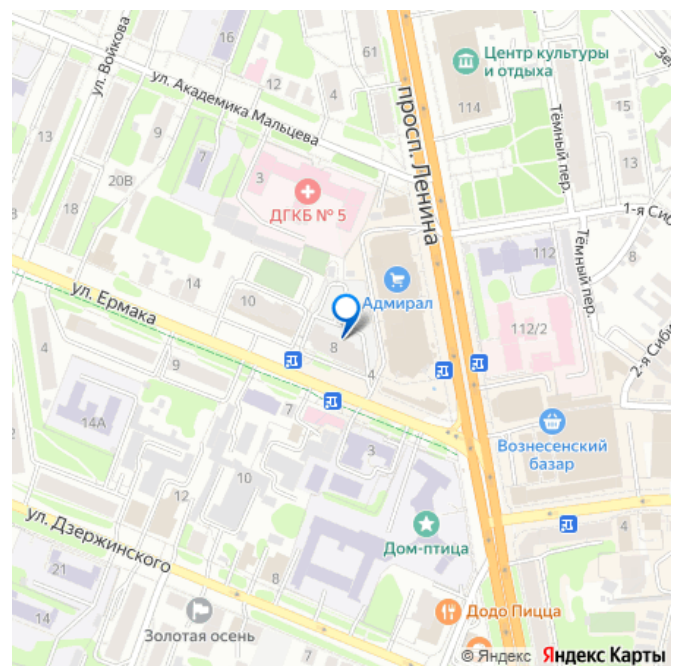 ул. Войкова
16
61
Центр культуры
и отдыха
12
114
4
ул. Академика Мальцева
просп. Ленина
Тёмный пер.
15
13
9
7
3
13
20В
ДГКБ № 5
18
1-я Сиб
112
Тёмный пер.
8
14
ул. Ермака
10
Адмирал
112/2
8
2-я Сиби
4
9
4
14А
7
3
Вознесенский
базар
12
10
4
ул. Дзержинского
Дом-птица
21
8
14
Золотая осень
Додо Пицца
7
© Яндекс Яндекс Карты